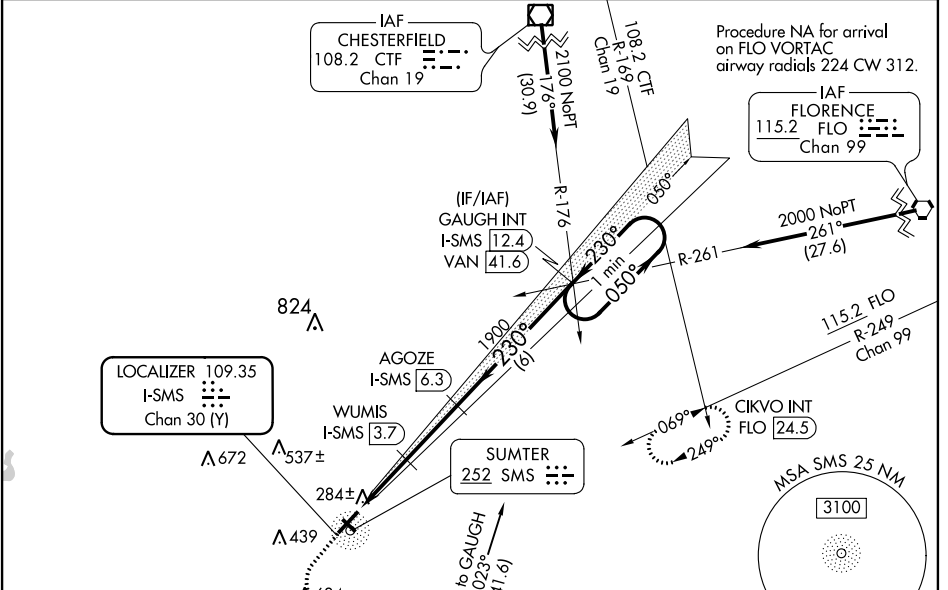 IAF
CHESTERFIELD
108.2 CTF
Chan 19
2100 NoPT
176°
(30.9)
R-176
108.2 CTF
R-169
Chan 19
Procedure NA for arrival
on FLO VORTAC
airway radials 224 CW 312.
IAF
FLORENCE
115.2 FLO
Chan 99
2000 NoPT
261°
(27.6)
R-261
050°
(IF/IAF)
GAUGH INT
I-SMS 12.4
VAN 41.6
230°
1 min
050°
1900
230°
(6)
824
AGOZE
I-SMS 6.3
115.2 FLO
R-249
Chan 99
LOCALIZER 109.35
I-SMS
Chan 30 (Y)
WUMIS
I-SMS 3.7
069°
249°
CIKVO INT
FLO 24.5
672
537±
SUMTER
252 SMS
284±
439
to GAUGH
023°
MSA SMS 25 NM
3100